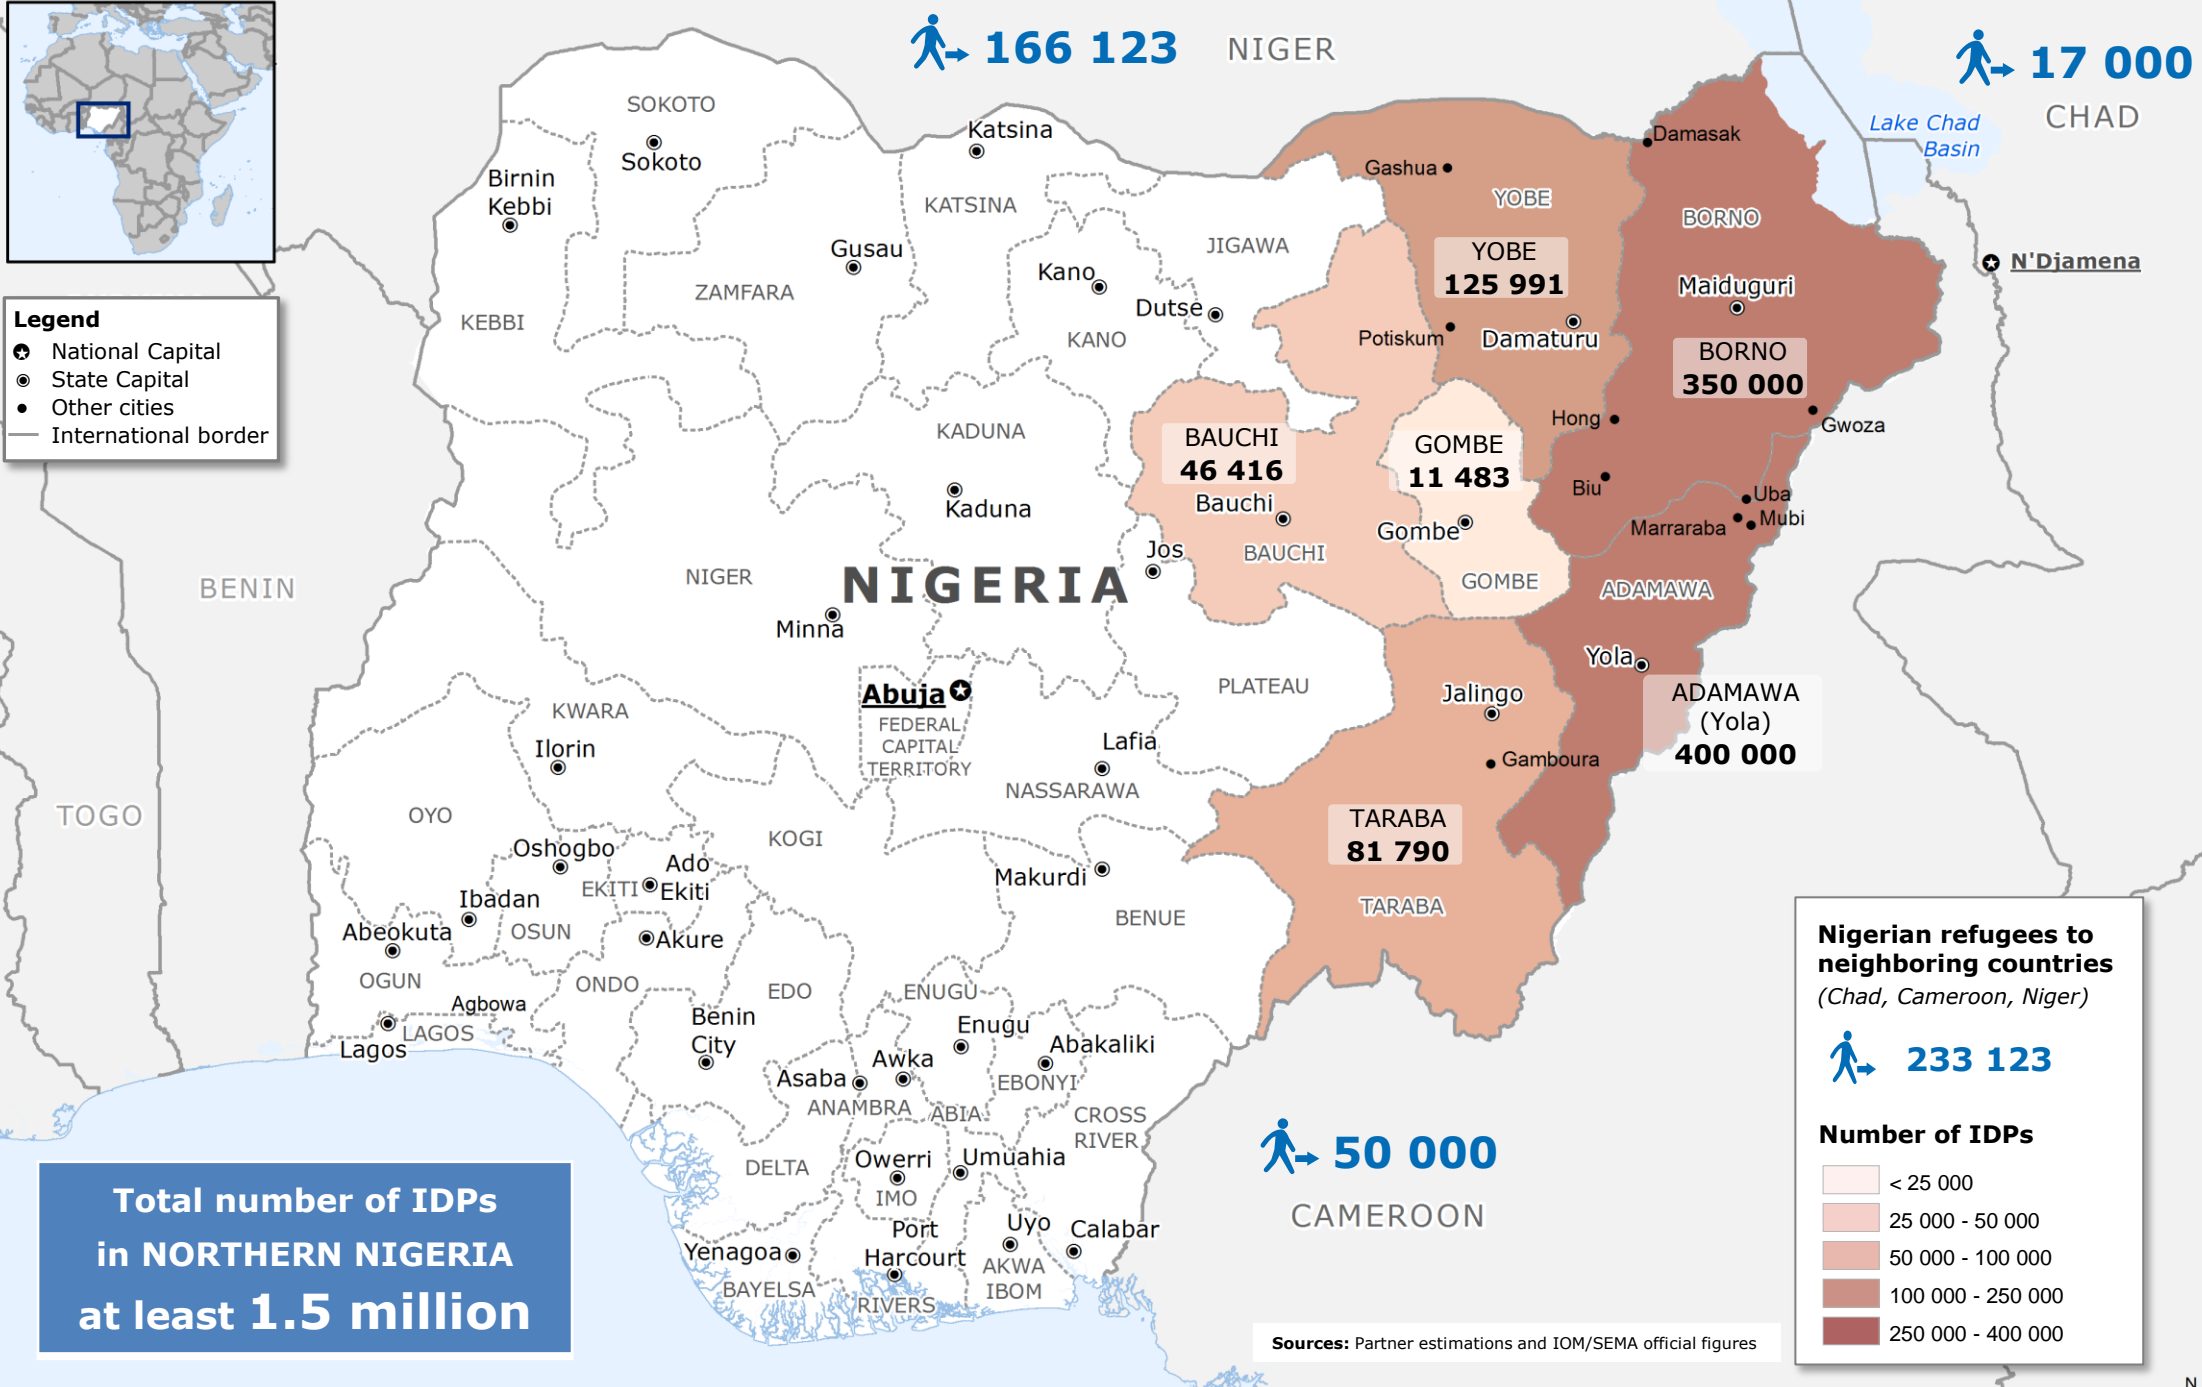 166 123
NIGER
17 000
CHAD
Lake Chad
Basin
SOKOTO
Sokoto
Katsina
KATSINA
Birnin
Kebbi
KEBBI
Gusau
ZAMFARA
Kano
KANO
Dutse
JIGAWA
Gashua
YOBE
YOBE
125 991
Potiskum
Damaturu
Damasak
BORNO
Maiduguri
BORNO
350 000
N'Djamena
Hong
Gwoza
Biu
Uba
Marraraba
Mubi
Legend
National Capital
State Capital
Other cities
International border
KADUNA
Kaduna
BAUCHI
46 416
Bauchi
BAUCHI
GOMBE
11 483
Gombe
GOMBE
Jos
NIGERIA
NIGER
Minna
BENIN
TOGO
ADAMAWA
Yola
ADAMAWA
(Yola)
400 000
Abuja
FEDERAL
CAPITAL
TERRITORY
PLATEAU
Jalingo
Gamboura
TARABA
81 790
TARABA
KWARA
Ilorin
Lafia
NASSARAWA
OYO
KOGI
Oshogbo
Ado
Ekiti
EKITI
Ibadan
OSUN
Akure
Abeokuta
OGUN
ONDO
Agbowa
LAGOS
Lagos
Makurdi
BENUE
EDO
Benin
City
ENUGU
Enugu
Abakaliki
EBONYI
Awka
Asaba
ANAMBRA
ABIA
CROSS
RIVER
DELTA
Owerri
IMO
Umuahia
Port
Harcourt
RIVERS
Yenagoa
BAYELSA
Uyo
AKWA
IBOM
Calabar
50 000
CAMEROON
Total number of IDPs
in NORTHERN NIGERIA
at least 1.5 million
Nigerian refugees to
neighboring countries
(Chad, Cameroon, Niger)
233 123
Number of IDPs
< 25 000
25 000 - 50 000
50 000 - 100 000
100 000 - 250 000
250 000 - 400 000
Sources: Partner estimations and IOM/SEMA official figures
N